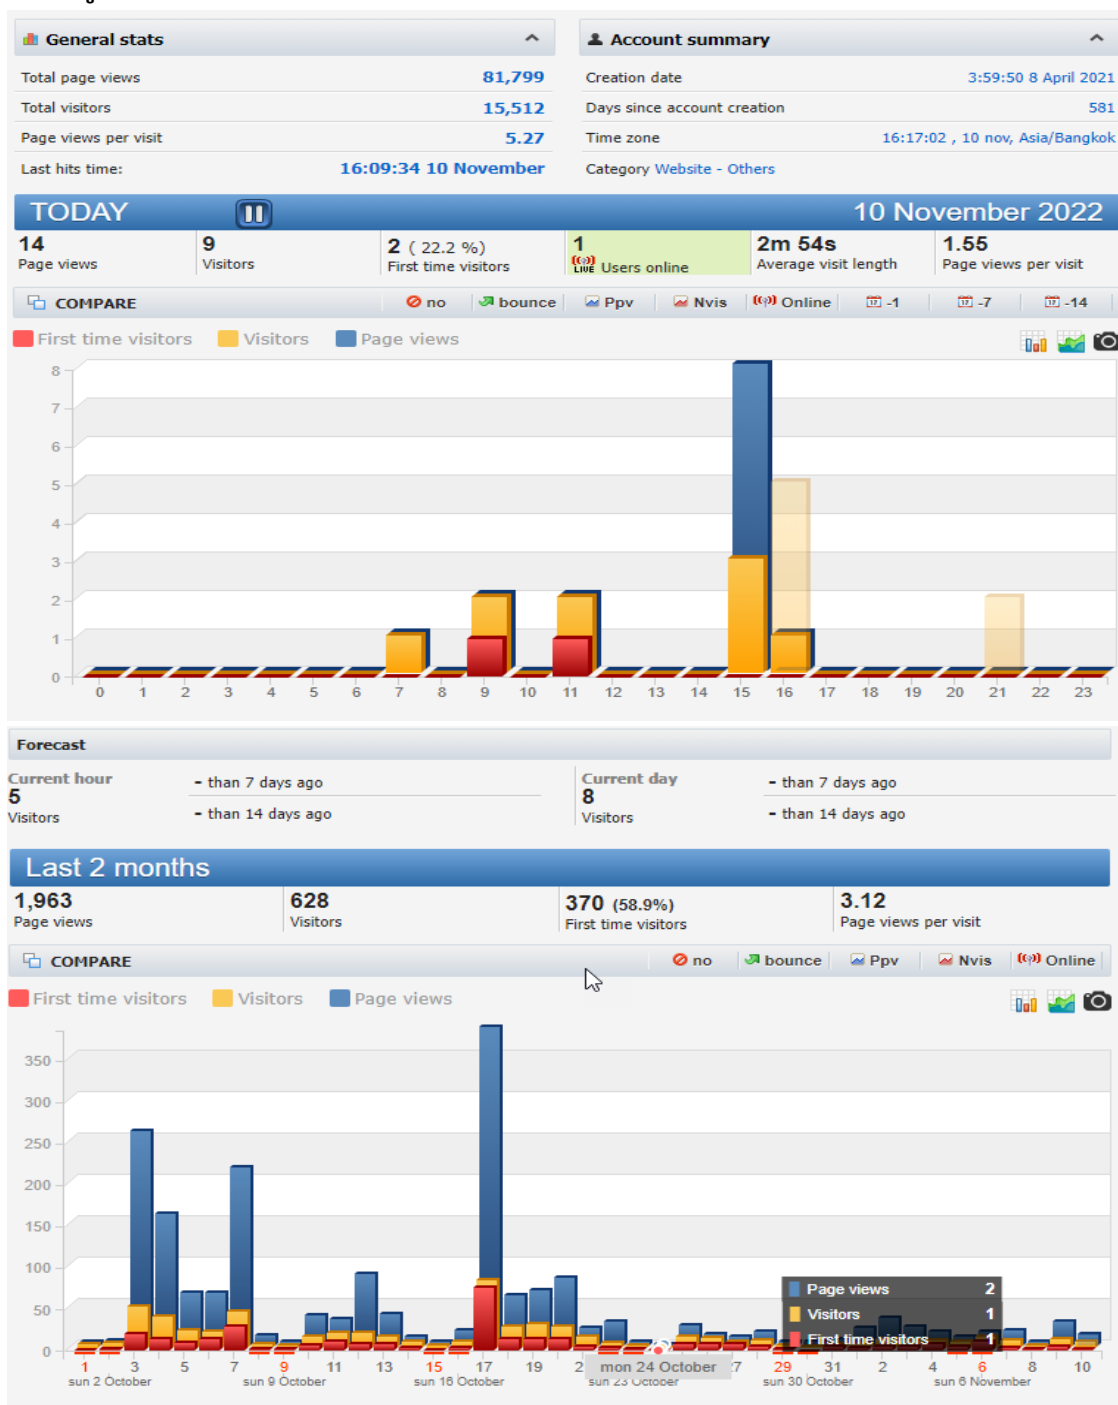 General stats
Total page views 81,799
Total visitors 15,512
Page views per visit 5.27
Last hits time: 16:09:34 10 November
Account summary
Creation date 3:59:50 8 April 2021
Days since account creation 581
Time zone 16:17:02 , 10 nov, Asia/Bangkok
Category Website - Others
TODAY 10 November 2022
14 9 2 ( 22.2 %) 1 2m 54s 1.55
Page views Visitors First time visitors LIVE Users online Average visit length Page views per visit
COMPARE no bounce Ppv Nvis Online 17 -1 17 -7 17 -14
First time visitors Visitors Page views
8
7
6
5
4
3
2
1
0
0 1 2 3 4 5 6 7 8 9 10 11 12 13 14 15 16 17 18 19 20 21 22 23
Forecast
Current hour
5
Visitors
- than 7 days ago
- than 14 days ago
Current day
8
Visitors
- than 7 days ago
- than 14 days ago
Last 2 months
1,963 628 370 (58.9%) 3.12
Page views Visitors First time visitors Page views per visit
COMPARE no bounce Ppv Nvis Online
First time visitors Visitors Page views
350
300
250
200
150
100
50
0
Page views 2
Visitors 1
First time visitors 1
1 3 5 7 9 11 13 15 17 19 2 mon 24 October 7 29 31 2 4 6 8 10
sun 2 October sun 9 October sun 16 October sun 23 October sun 30 October sun 6 November